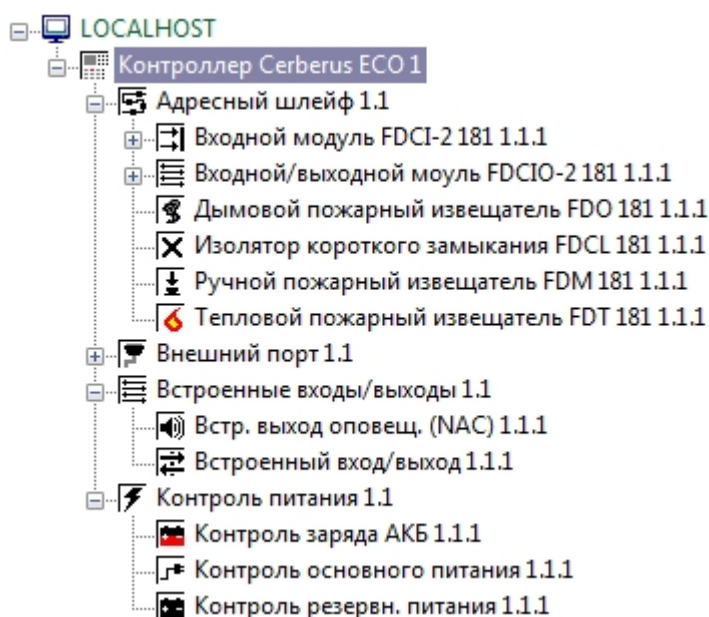 LOCALHOST
Контроллер Cerberus ECO 1
Адресный шлейф 1.1
Входной модуль FDCI-2 181 1.1.1
Входной/выходной моуль FDCIO-2 181 1.1.1
Дымовой пожарный извещатель FDO 181 1.1.1
Изолятор короткого замыкания FDCL 181 1.1.1
Ручной пожарный извещатель FDM 181 1.1.1
Тепловой пожарный извещатель FDT 181 1.1.1
Внешний порт 1.1
Встроенные входы/выходы 1.1
Встр. выход оповещ. (NAC) 1.1.1
Встроенный вход/выход 1.1.1
Контроль питания 1.1
Контроль заряда АКБ 1.1.1
Контроль основного питания 1.1.1
Контроль резервн. питания 1.1.1